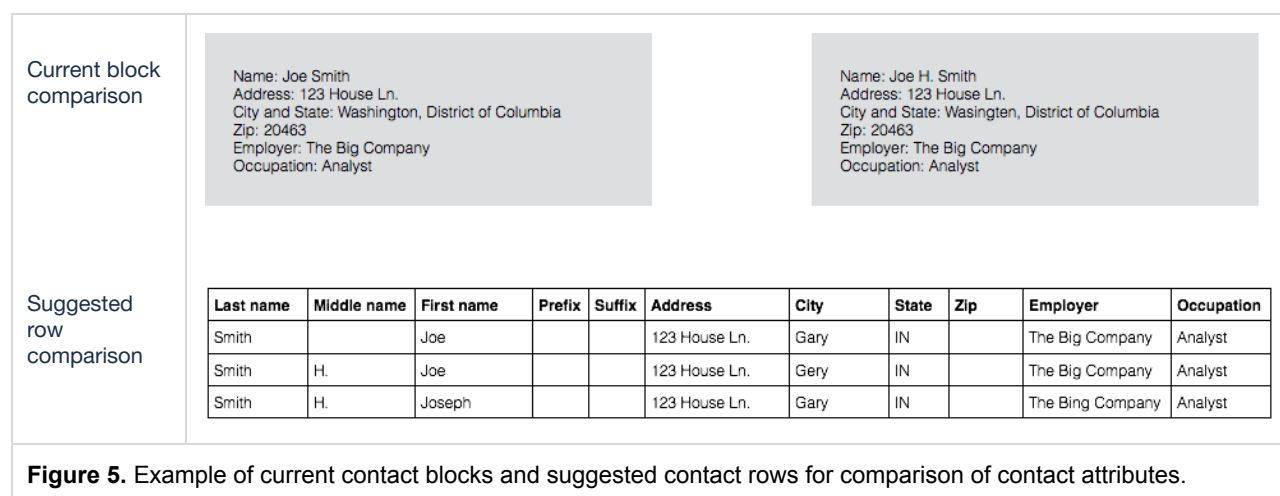 Current block
comparison
Name: Joe Smith
Address: 123 House Ln.
City and State: Washington, District of Columbia
Zip: 20463
Employer: The Big Company
Occupation: Analyst
Name: Joe H. Smith
Address: 123 House Ln.
City and State: Wasingten, District of Columbia
Zip: 20463
Employer: The Big Company
Occupation: Analyst
Suggested
row
comparison
Last name Middle name First name Prefix Suffix Address City State Zip Employer Occupation
Smith Joe 123 House Ln. Gary IN The Big Company Analyst
Smith H. Joe 123 House Ln. Gery IN The Big Company Analyst
Smith H. Joseph 123 House Ln. Gary IN The Bing Company Analyst
Figure 5. Example of current contact blocks and suggested contact rows for comparison of contact attributes.